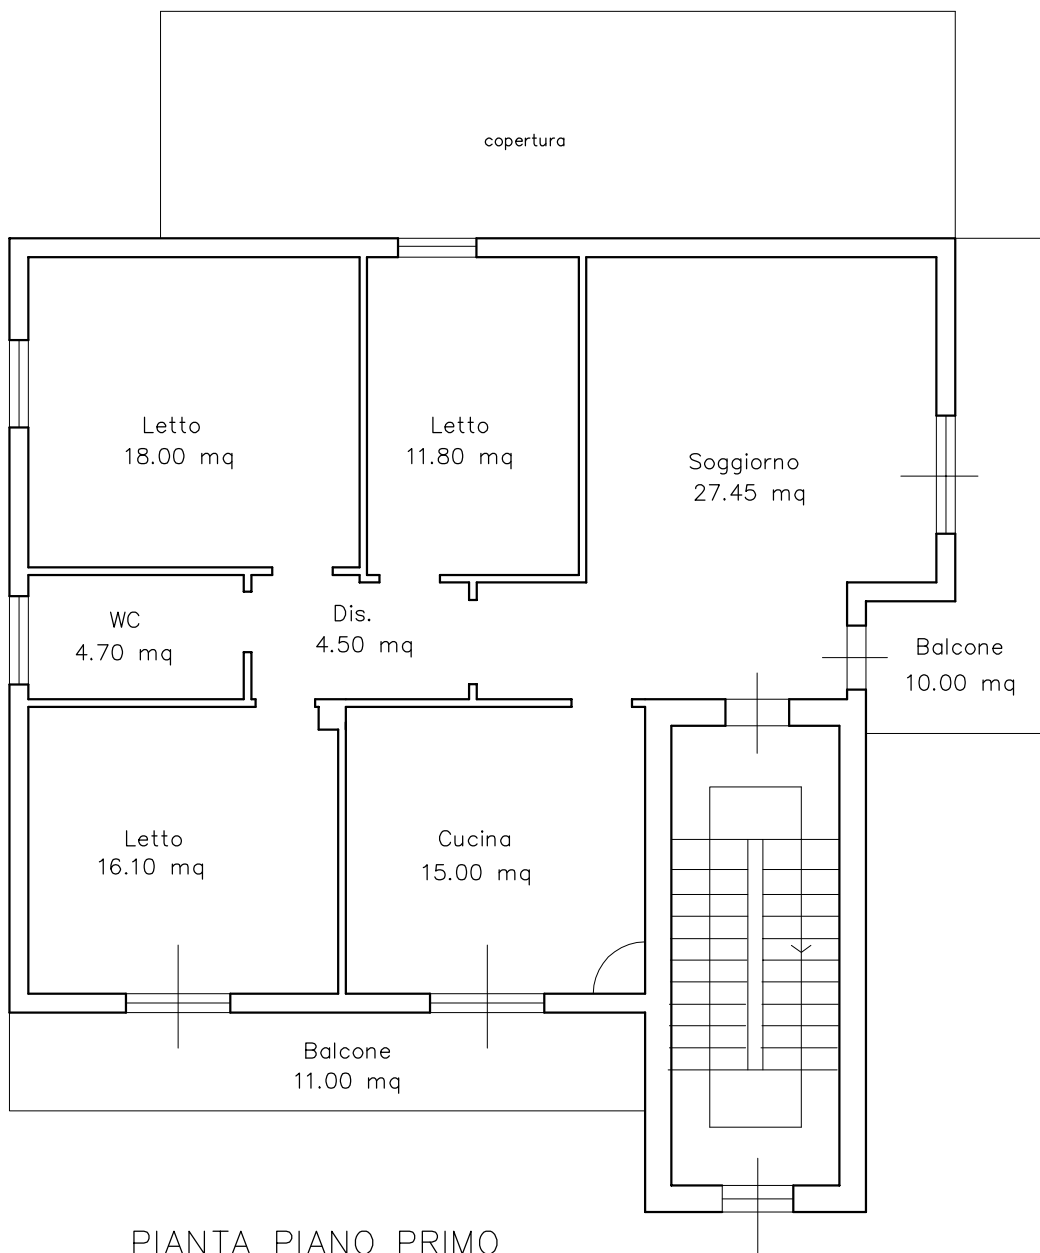 copertura
Letto
18.00 mq
Letto
11.80 mq
Soggiorno
27.45 mq
WC
4.70 mq
Dis.
4.50 mq
Balcone
10.00 mq
Letto
16.10 mq
Cucina
15.00 mq
Balcone
11.00 mq
PIANTA PIANO PRIMO